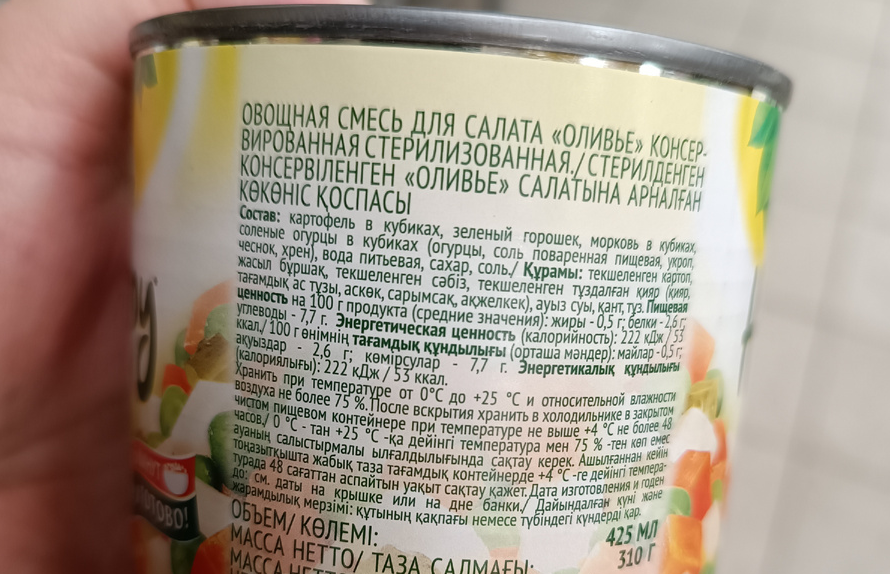 ОВОЩНАЯ СМЕСЬ ДЛЯ САЛАТА «ОЛИВЬЕ» КОНСЕР-
ВИРОВАННАЯ СТЕРИЛИЗОВАННАЯ./ СТЕРИЛДЕНГЕН
КОНСЕРВІЛЕНГЕН «ОЛИВЬЕ» САЛАТЫНА АРНАЛҒАН
КӨКӨНІС ҚОСПАСЫ
Состав: картофель в кубиках, зеленый горошек, морковь в кубиках,
соленые огурцы в кубиках (огурцы, соль поваренная пищевая, укроп,
чеснок, хрен), вода питьевая, сахар, соль./ Құрамы: текшеленген картоп,
жасыл бұршақ, текшеленген сәбіз, текшеленген тұздалған қияр (қияр,
тағамдық ас тұзы, аскөк, сарымсақ, ақжелкек), ауыз суы, қант, тұз. Пищевая
ценность на 100 г продукта (средние значения): жиры - 0,5 г; белки - 2,6 г;
углеводы - 7,7 г. Энергетическая ценность (калорийность): 222 кДж / 53
ккал./ 100 г өнімнің тағамдық құндылығы (орташа мәндер): майлар -0,5 г;
ақуыздар - 2,6 г; көмірсулар - 7,7 г. Энергетикалық құндылығы
(калориялығы): 222 кДж / 53 ккал.
Хранить при температуре от 0°С до +25 °С и относительной влажности
воздуха не более 75 %. После вскрытия хранить в холодильнике в закрытом
чистом пищевом контейнере при температуре не выше +4 °С не более 48
часов./ 0 °С - тан +25 °С -қа дейінгі температура мен 75 % -тен көп емес
ауаның салыстырмалы ылғалдылығында сақтау керек. Ашылғаннан кейін
тоңазытқышта жабық таза тағамдық контейнерде +4 °С -ге дейінгі темпера-
турада 48 сағаттан аспайтын уақыт сақтау қажет. Дата изготовления и годен
до: см. даты на крышке или на дне банки./ Дайындалған күні және
жарамдылық мерзімі: құтының қақпағы немесе түбіндегі күндерді қар.
ОБЪЕМ/ КӨЛЕМІ: 425 МЛ
МАССА НЕТТО/ ТАЗА САЛМАҒЫ: 310 Г
МАССА НЕТТО
ГОТОВО!